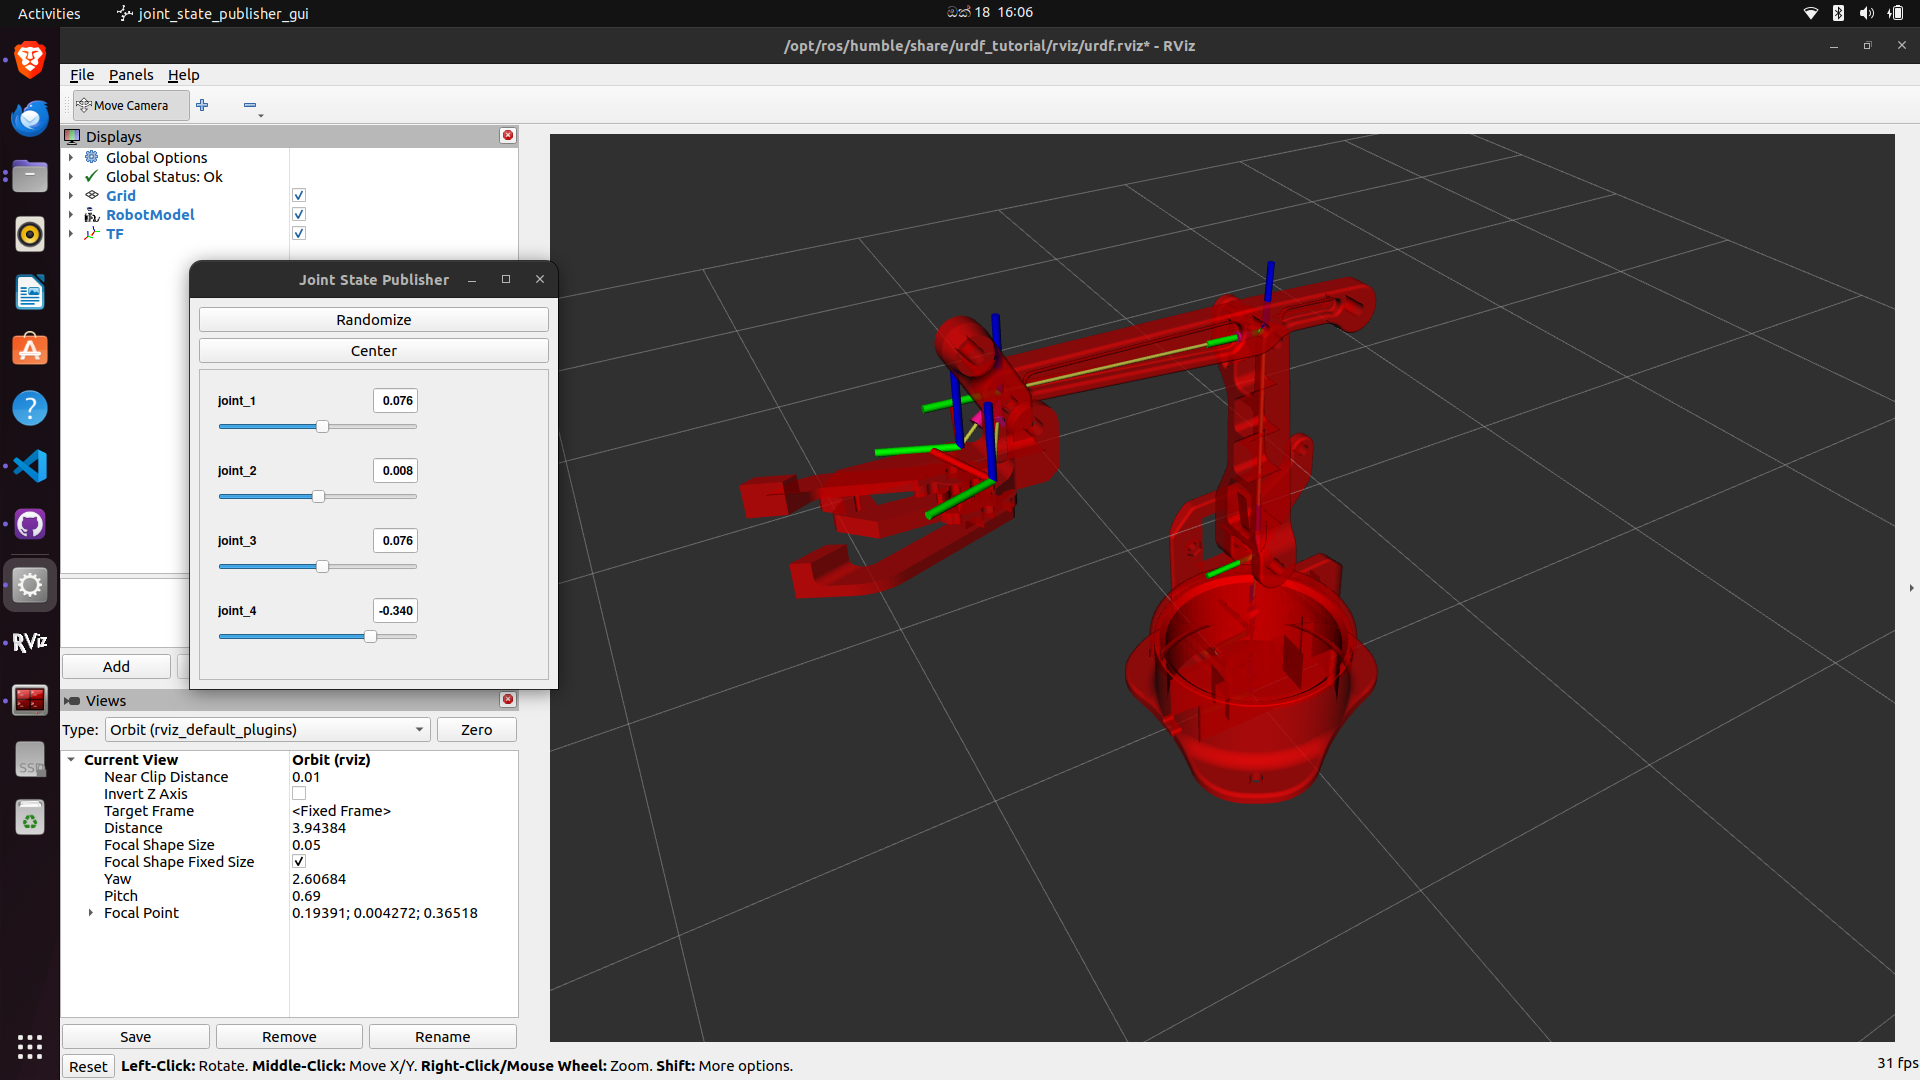 Activities
joint_state_publisher_gui
ඔක් 18 16:06
/opt/ros/humble/share/urdf_tutorial/rviz/urdf.rviz* - RViz
File Panels Help
Move Camera
Displays
Global Options
Global Status: Ok
Grid
RobotModel
TF
Joint State Publisher
Randomize
Center
joint_1 0.076
joint_2 0.008
joint_3 0.076
joint_4 -0.340
Add
Views
Type: Orbit (rviz_default_plugins) Zero
Current View Orbit (rviz)
Near Clip Distance 0.01
Invert Z Axis
Target Frame <Fixed Frame>
Distance 3.94384
Focal Shape Size 0.05
Focal Shape Fixed Size
Yaw 2.60684
Pitch 0.69
Focal Point 0.19391; 0.004272; 0.36518
Save Remove Rename
Reset Left-Click: Rotate. Middle-Click: Move X/Y. Right-Click/Mouse Wheel: Zoom. Shift: More options.
31 fps
RViz
SSD